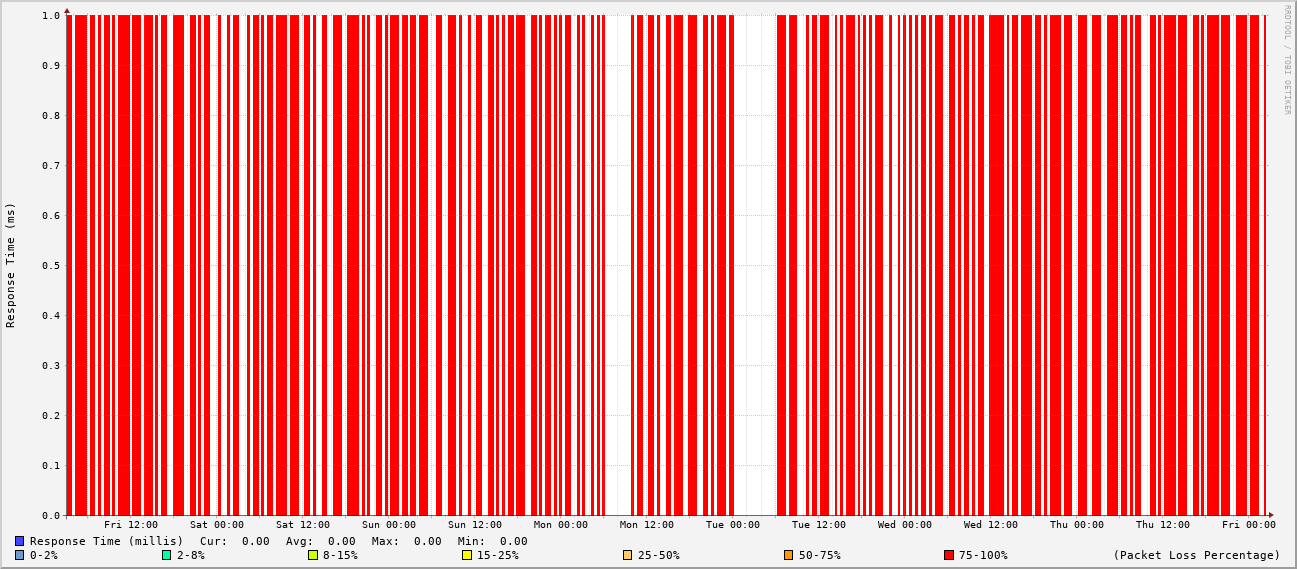 RRDTOOL / TOBI OETIKER
Response Time (ms)
1.0
0.9
0.8
0.7
0.6
0.5
0.4
0.3
0.2
0.1
0.0
Fri 12:00 Sat 00:00 Sat 12:00 Sun 00:00 Sun 12:00 Mon 00:00 Mon 12:00 Tue 00:00 Tue 12:00 Wed 00:00 Wed 12:00 Thu 00:00 Thu 12:00 Fri 00:00
Response Time (millis) Cur: 0.00 Avg: 0.00 Max: 0.00 Min: 0.00
0-2% 2-8% 8-15% 15-25% 25-50% 50-75% 75-100% (Packet Loss Percentage)